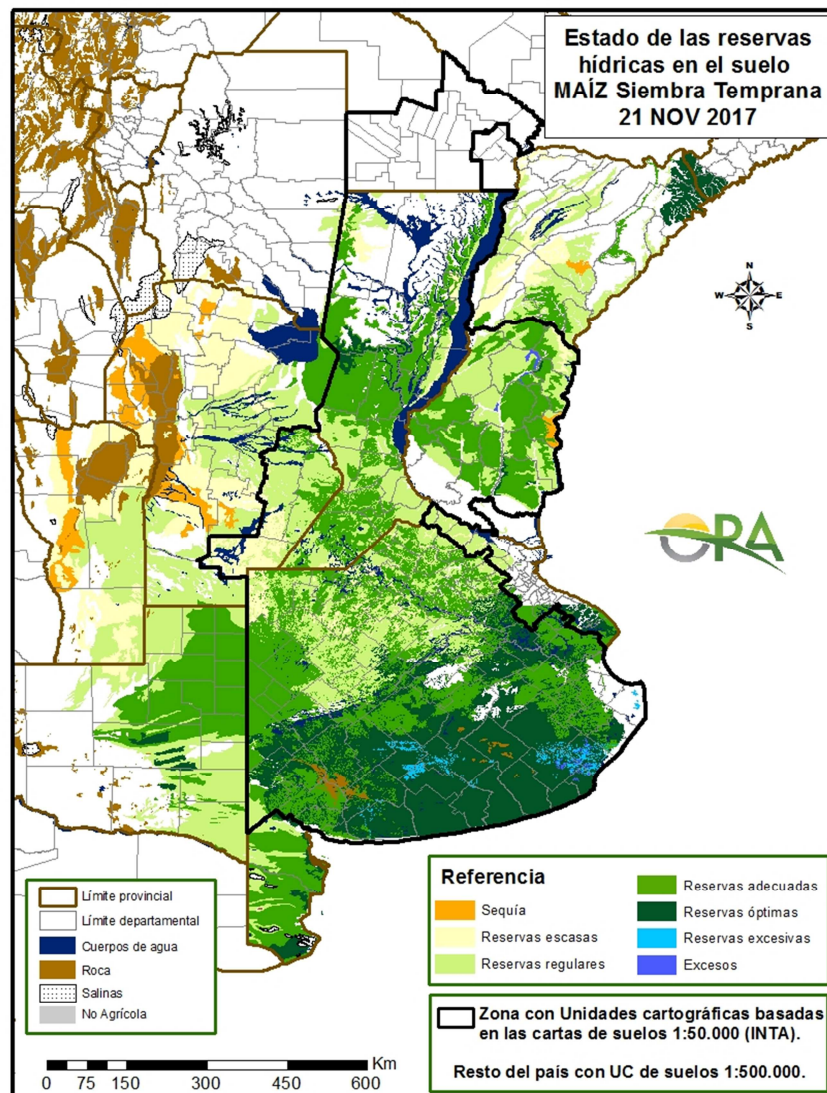 Estado de las reservas
hídricas en el suelo
MAÍZ Siembra Temprana
21 NOV 2017
N
W
E
S
OPA
Límite provincial
Límite departamental
Cuerpos de agua
Roca
Salinas
No Agrícola
Referencia
Sequía
Reservas escasas
Reservas regulares
Reservas adecuadas
Reservas óptimas
Reservas excesivas
Excesos
Zona con Unidades cartográficas basadas
en las cartas de suelos 1:50.000 (INTA).
Resto del país con UC de suelos 1:500.000.
Km
0 75 150 300 450 600